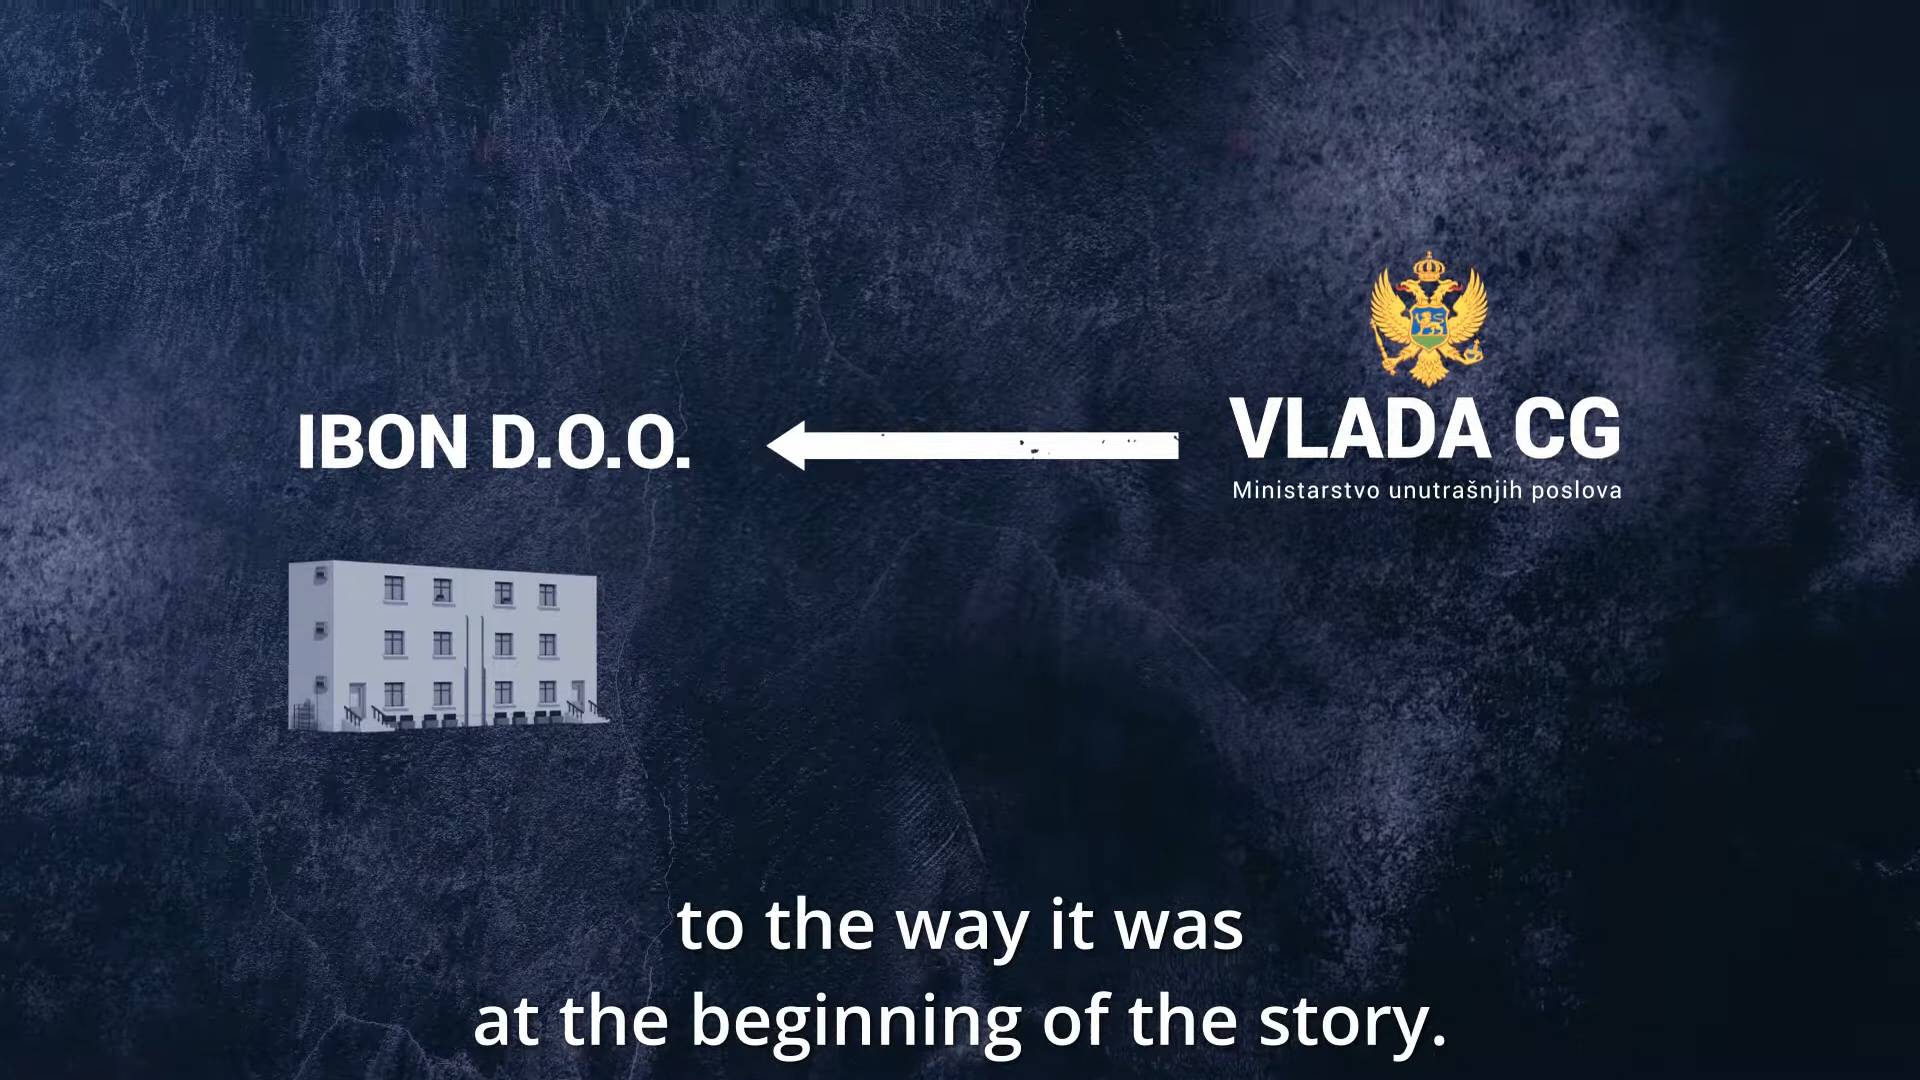 IBON D.O.O.
VLADA CG
Ministarstvo unutrašnjih poslova
to the way it was
at the beginning of the story.